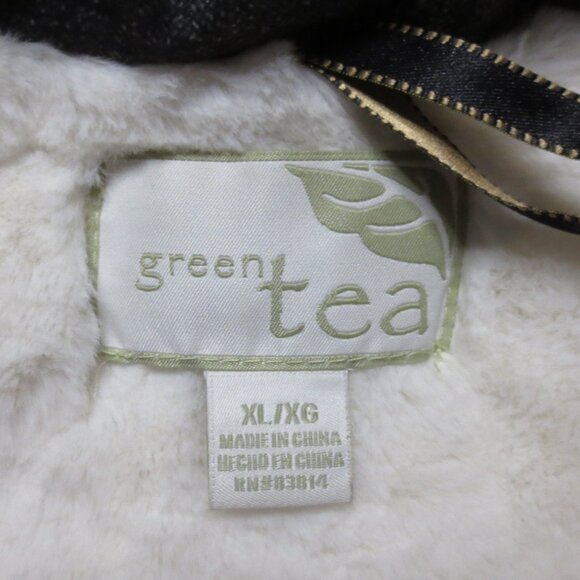 green
tea
XL/XG
MADE IN CHINA
HECHO EN CHINA
RN#83814